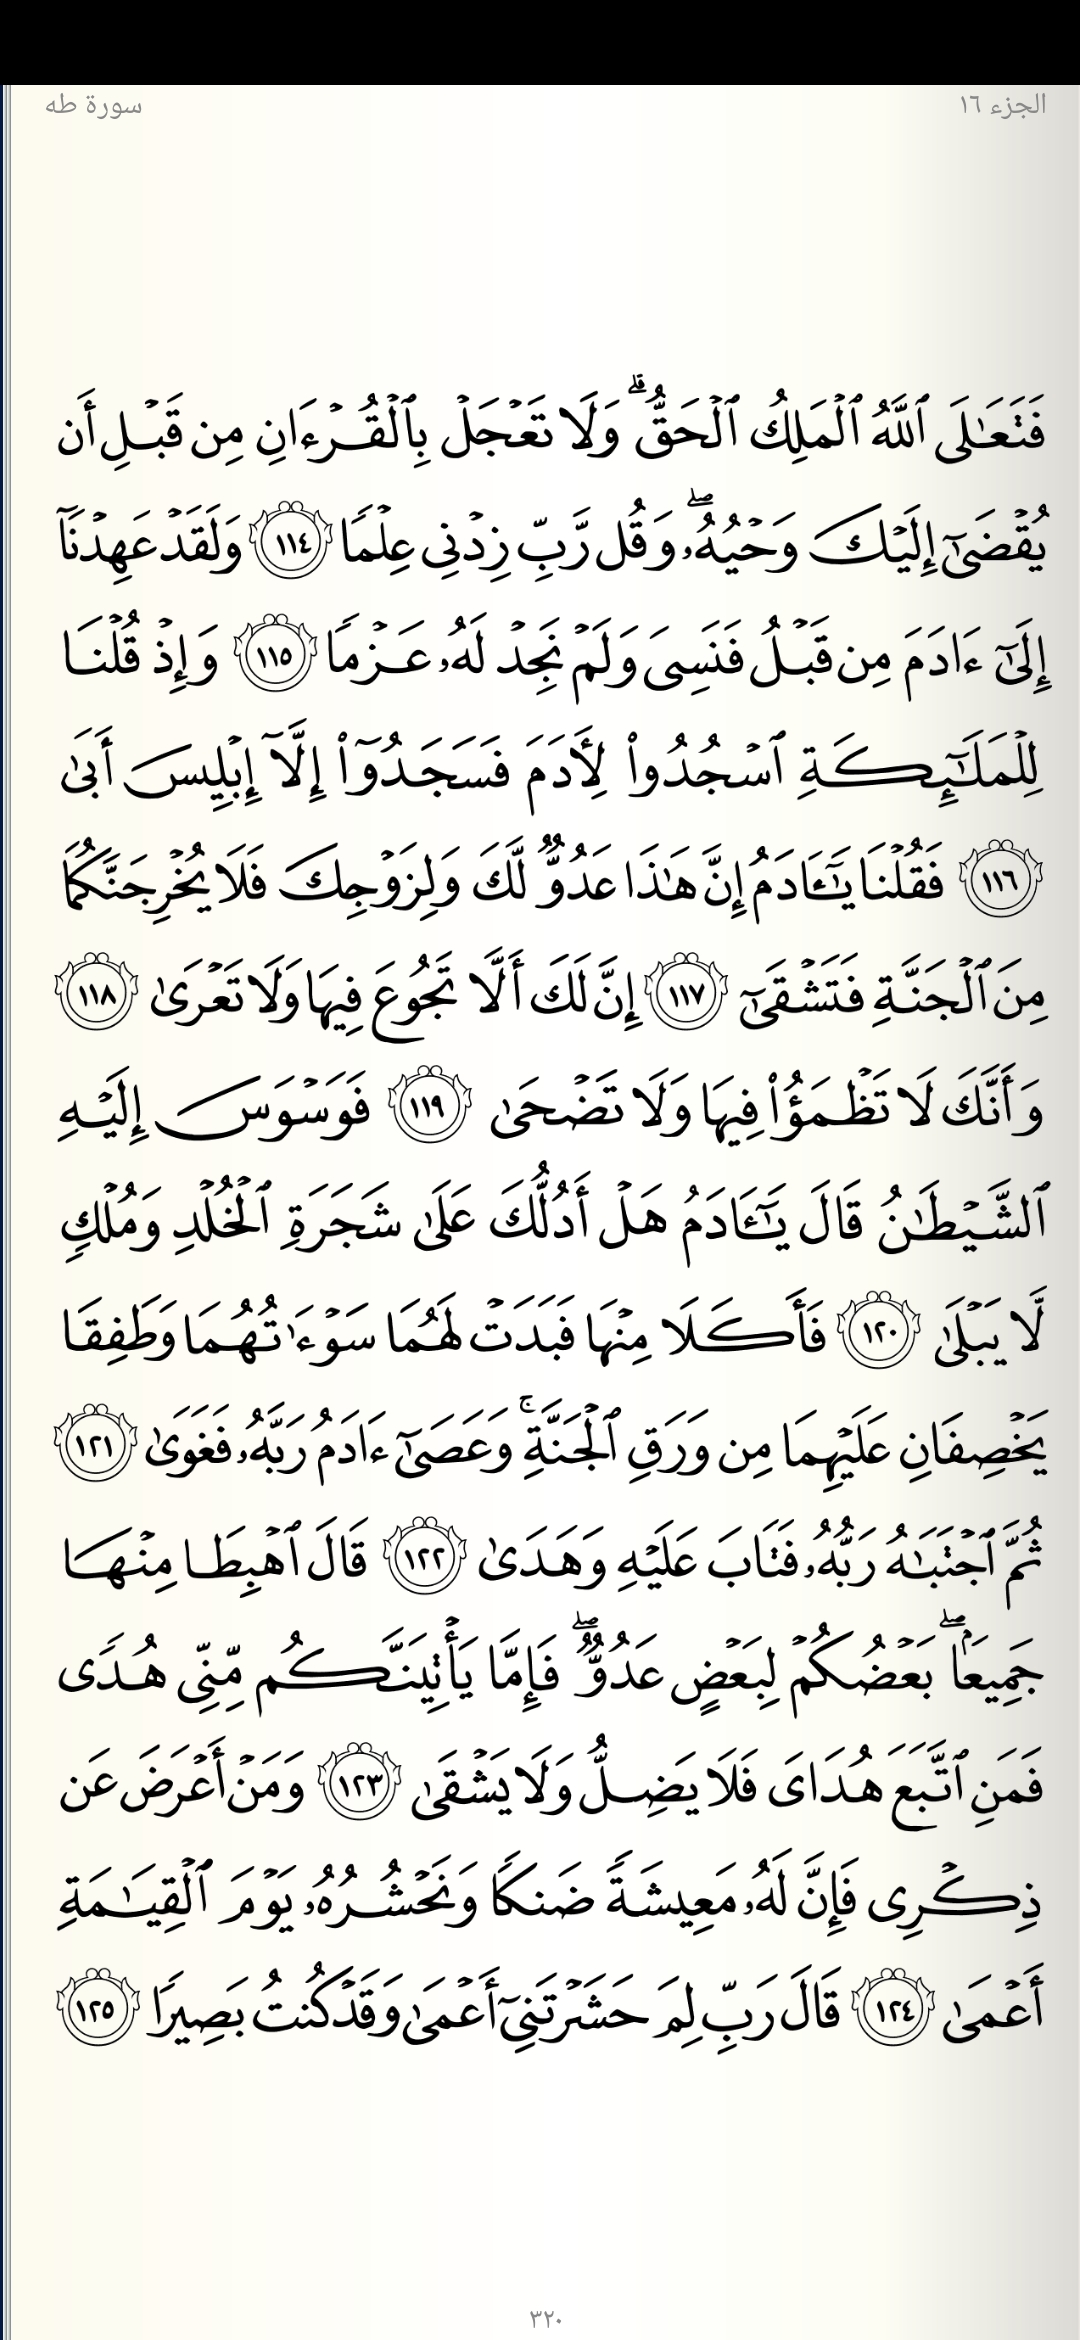 الجزء ١٦
سورة طه
فَتَعَٰلَى ٱللَّهُ ٱلْمَلِكُ ٱلْحَقُّ ۗ وَلَا تَعْجَلْ بِٱلْقُرْءَانِ مِن قَبْلِ أَن
يُقْضَىٰٓ إِلَيْكَ وَحْيُهُۥ ۖ وَقُل رَّبِّ زِدْنِى عِلْمًا ١١٤ وَلَقَدْ عَهِدْنَآ
إِلَىٰٓ ءَادَمَ مِن قَبْلُ فَنَسِىَ وَلَمْ نَجِدْ لَهُۥ عَزْمًا ١١٥ وَإِذْ قُلْنَا
لِلْمَلَٰٓئِكَةِ ٱسْجُدُوا۟ لِءَادَمَ فَسَجَدُوٓا۟ إِلَّآ إِبْلِيسَ أَبَىٰ
١١٦ فَقُلْنَا يَٰٓـَٔادَمُ إِنَّ هَٰذَا عَدُوٌّ لَّكَ وَلِزَوْجِكَ فَلَا يُخْرِجَنَّكُمَا
مِنَ ٱلْجَنَّةِ فَتَشْقَىٰٓ ١١٧ إِنَّ لَكَ أَلَّا تَجُوعَ فِيهَا وَلَا تَعْرَىٰ ١١٨
وَأَنَّكَ لَا تَظْمَؤُا۟ فِيهَا وَلَا تَضْحَىٰ ١١٩ فَوَسْوَسَ إِلَيْهِ
ٱلشَّيْطَٰنُ قَالَ يَٰٓـَٔادَمُ هَلْ أَدُلُّكَ عَلَىٰ شَجَرَةِ ٱلْخُلْدِ وَمُلْكٍ
لَّا يَبْلَىٰ ١٢٠ فَأَكَلَا مِنْهَا فَبَدَتْ لَهُمَا سَوْءَٰتُهُمَا وَطَفِقَا
يَخْصِفَانِ عَلَيْهِمَا مِن وَرَقِ ٱلْجَنَّةِ ۚ وَعَصَىٰٓ ءَادَمُ رَبَّهُۥ فَغَوَىٰ ١٢١
ثُمَّ ٱجْتَبَٰهُ رَبُّهُۥ فَتَابَ عَلَيْهِ وَهَدَىٰ ١٢٢ قَالَ ٱهْبِطَا مِنْهَا
جَمِيعًۢا ۖ بَعْضُكُمْ لِبَعْضٍ عَدُوٌّ ۖ فَإِمَّا يَأْتِيَنَّكُم مِّنِّى هُدًى
فَمَنِ ٱتَّبَعَ هُدَاىَ فَلَا يَضِلُّ وَلَا يَشْقَىٰ ١٢٣ وَمَنْ أَعْرَضَ عَن
ذِكْرِى فَإِنَّ لَهُۥ مَعِيشَةً ضَنكًا وَنَحْشُرُهُۥ يَوْمَ ٱلْقِيَٰمَةِ
أَعْمَىٰ ١٢٤ قَالَ رَبِّ لِمَ حَشَرْتَنِىٓ أَعْمَىٰ وَقَدْ كُنتُ بَصِيرًا ١٢٥
٣٢٠